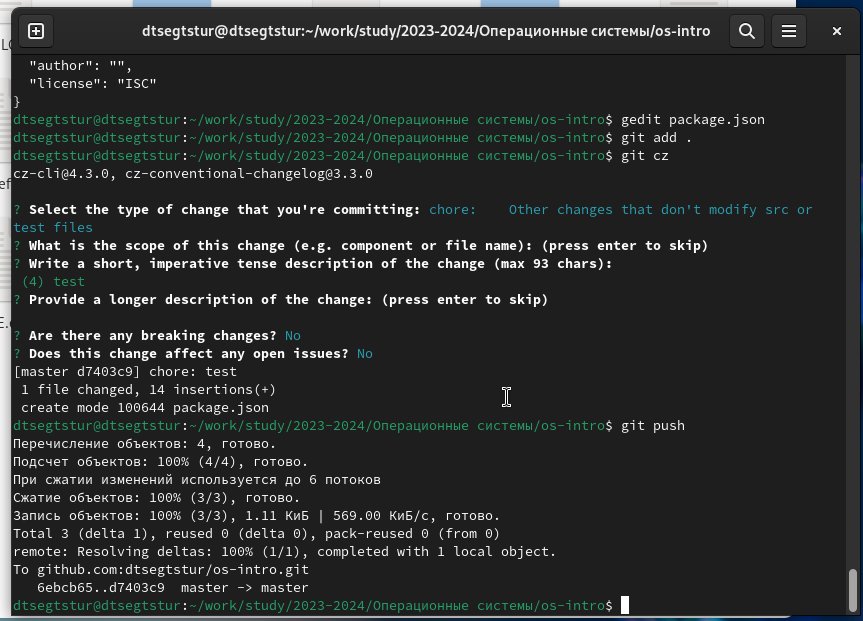 dtsegtstur@dtsegtstur:~/work/study/2023-2024/Операционные системы/os-intro
"author": "",
"license": "ISC"
}
dtsegtstur@dtsegtstur:~/work/study/2023-2024/Операционные системы/os-intro$ gedit package.json
dtsegtstur@dtsegtstur:~/work/study/2023-2024/Операционные системы/os-intro$ git add .
dtsegtstur@dtsegtstur:~/work/study/2023-2024/Операционные системы/os-intro$ git cz
cz-cli@4.3.0, cz-conventional-changelog@3.3.0
? Select the type of change that you're committing: chore:    Other changes that don't modify src or
test files
? What is the scope of this change (e.g. component or file name): (press enter to skip)
? Write a short, imperative tense description of the change (max 93 chars):
(4) test
? Provide a longer description of the change: (press enter to skip)
? Are there any breaking changes? No
? Does this change affect any open issues? No
[master d7403c9] chore: test
1 file changed, 14 insertions(+)
create mode 100644 package.json
dtsegtstur@dtsegtstur:~/work/study/2023-2024/Операционные системы/os-intro$ git push
Перечисление объектов: 4, готово.
Подсчет объектов: 100% (4/4), готово.
При сжатии изменений используется до 6 потоков
Сжатие объектов: 100% (3/3), готово.
Запись объектов: 100% (3/3), 1.11 КиБ | 569.00 КиБ/с, готово.
Total 3 (delta 1), reused 0 (delta 0), pack-reused 0 (from 0)
remote: Resolving deltas: 100% (1/1), completed with 1 local object.
To github.com:dtsegtstur/os-intro.git
6ebcb65..d7403c9  master -> master
dtsegtstur@dtsegtstur:~/work/study/2023-2024/Операционные системы/os-intro$